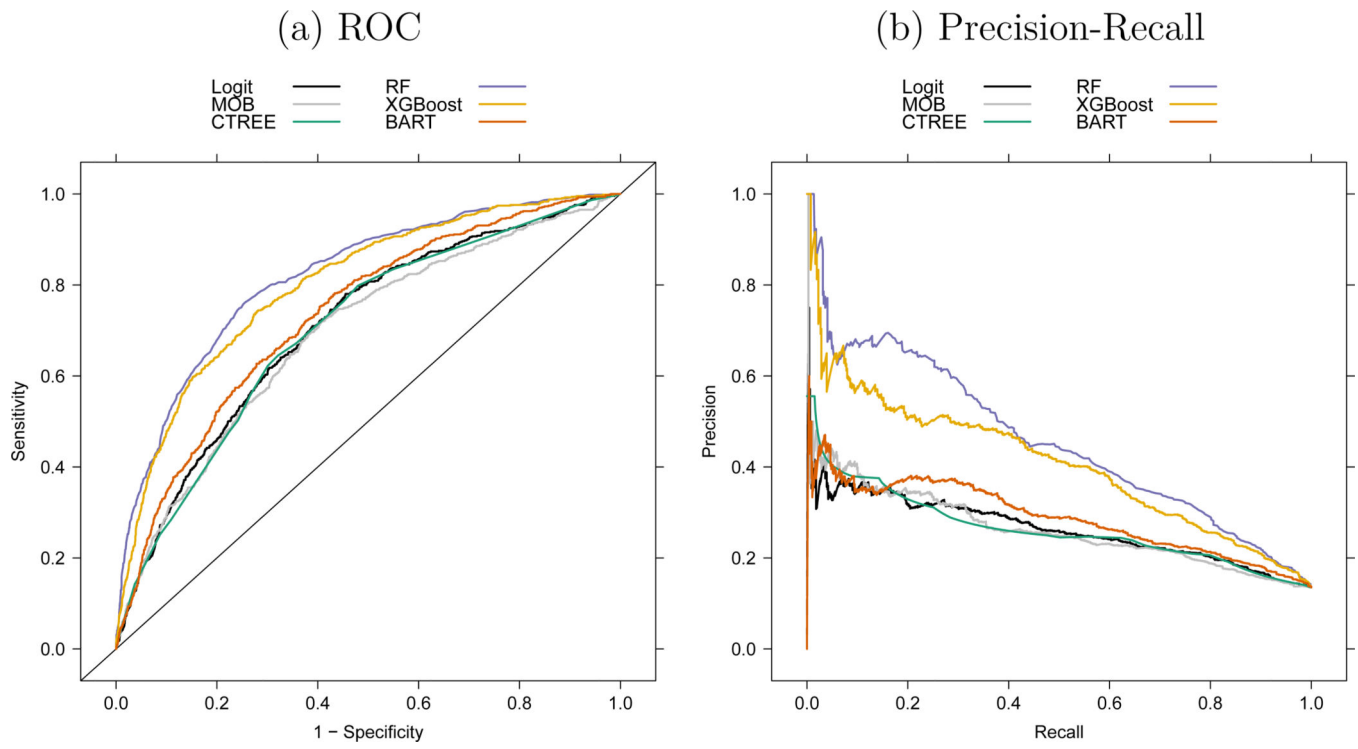 (a) ROC
Logit RF
MOB XGBoost
CTREE BART
1.0
0.8
0.6
0.4
0.2
0.0
Sensitivity
0.0 0.2 0.4 0.6 0.8 1.0
1 − Specificity
(b) Precision-Recall
Logit RF
MOB XGBoost
CTREE BART
1.0
0.8
0.6
0.4
0.2
0.0
Precision
0.0 0.2 0.4 0.6 0.8 1.0
Recall